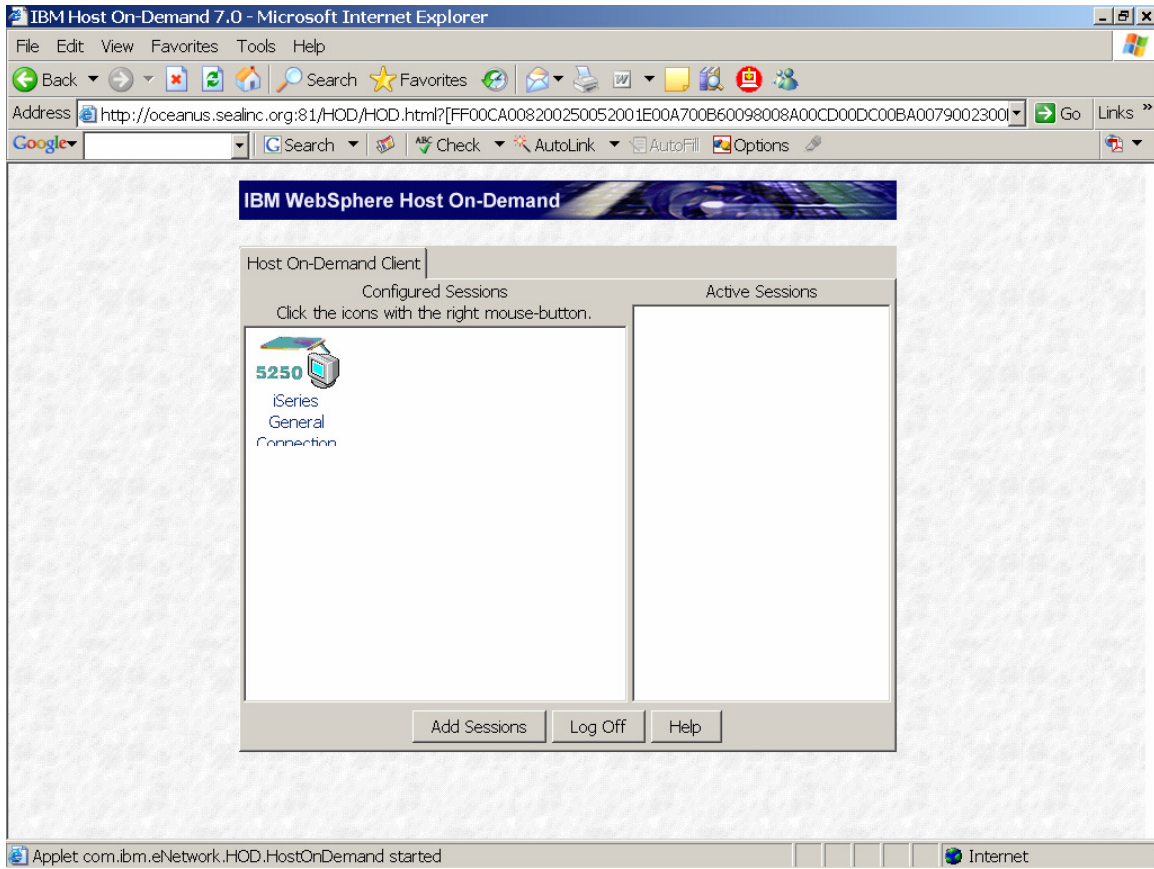 IBM Host On-Demand 7.0 - Microsoft Internet Explorer
File Edit View Favorites Tools Help
Back Search Favorites
Address http://oceanus.sealinc.org:81/HOD/HOD.html?[FF00CA008200250052001E00A700B60098008A00CD00DC00BA0079002300 Go Links »
Google Search ABC Check AutoLink AutoFill Options
IBM WebSphere Host On-Demand
Host On-Demand Client
Configured Sessions Active Sessions
Click the icons with the right mouse-button.
5250
iSeries
General
Connection
Add Sessions Log Off Help
Applet com.ibm.eNetwork.HOD.HostOnDemand started Internet